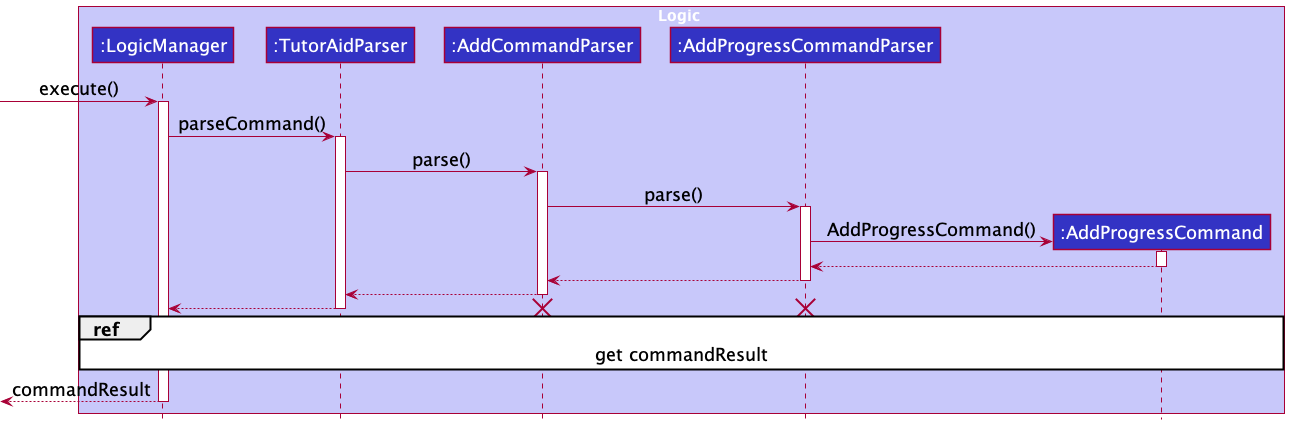 Logic
:LogicManager
:TutorAidParser
:AddCommandParser
:AddProgressCommandParser
execute()
parseCommand()
parse()
parse()
AddProgressCommand()
:AddProgressCommand
ref
get commandResult
commandResult